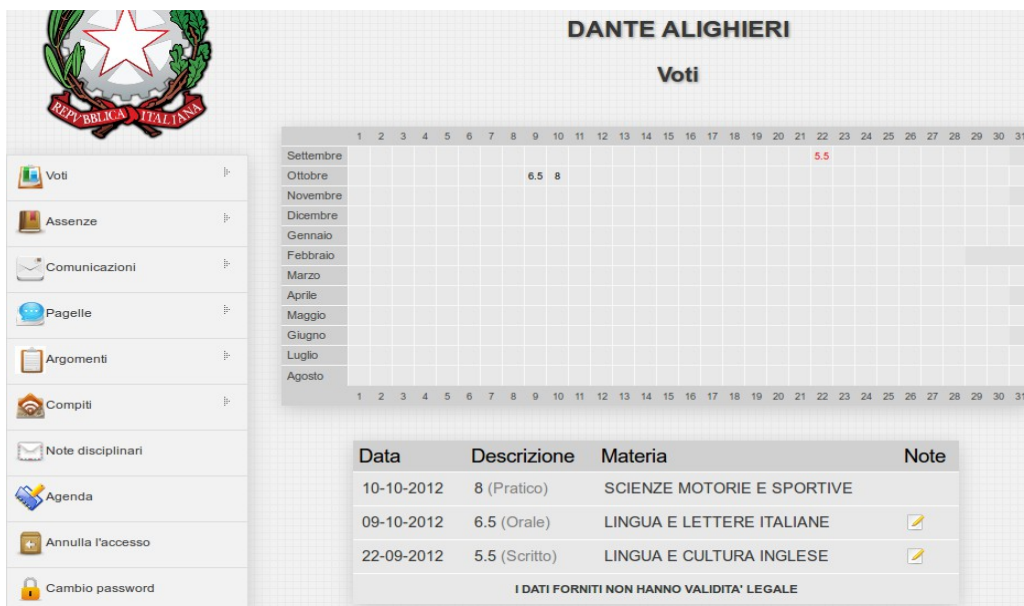 REPVBBLICA ITALIANA
DANTE ALIGHIERI
Voti
Voti
Assenze
Comunicazioni
Pagelle
Argomenti
Compiti
Note disciplinari
Agenda
Annulla l'accesso
Cambio password
1 2 3 4 5 6 7 8 9 10 11 12 13 14 15 16 17 18 19 20 21 22 23 24 25 26 27 28 29 30 31
Settembre 5.5
Ottobre 6.5 8
Novembre
Dicembre
Gennaio
Febbraio
Marzo
Aprile
Maggio
Giugno
Luglio
Agosto
1 2 3 4 5 6 7 8 9 10 11 12 13 14 15 16 17 18 19 20 21 22 23 24 25 26 27 28 29 30 31
Data Descrizione Materia Note
10-10-2012 8 (Pratico) SCIENZE MOTORIE E SPORTIVE
09-10-2012 6.5 (Orale) LINGUA E LETTERE ITALIANE
22-09-2012 5.5 (Scritto) LINGUA E CULTURA INGLESE
I DATI FORNITI NON HANNO VALIDITA' LEGALE